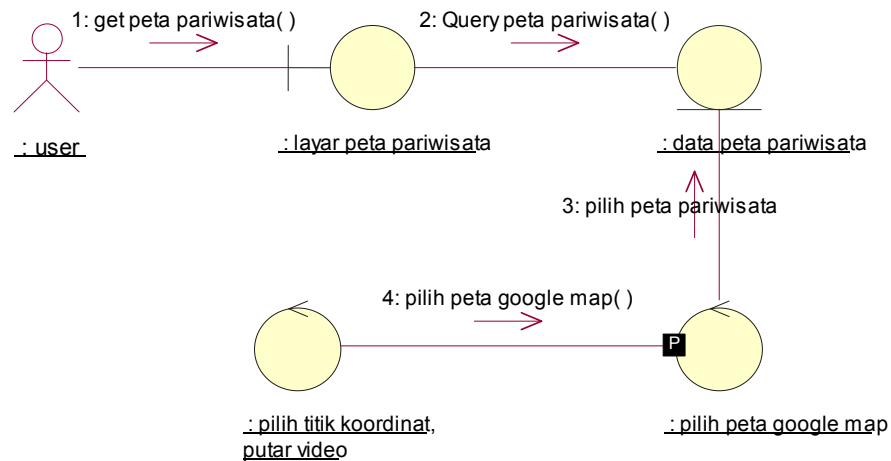 1: get peta pariwisata( )
2: Query peta pariwisata( )
: user
: layar peta pariwisata
: data peta pariwisata
3: pilih peta pariwisata
4: pilih peta google map( )
P
: pilih titik koordinat,
putar video
: pilih peta google map